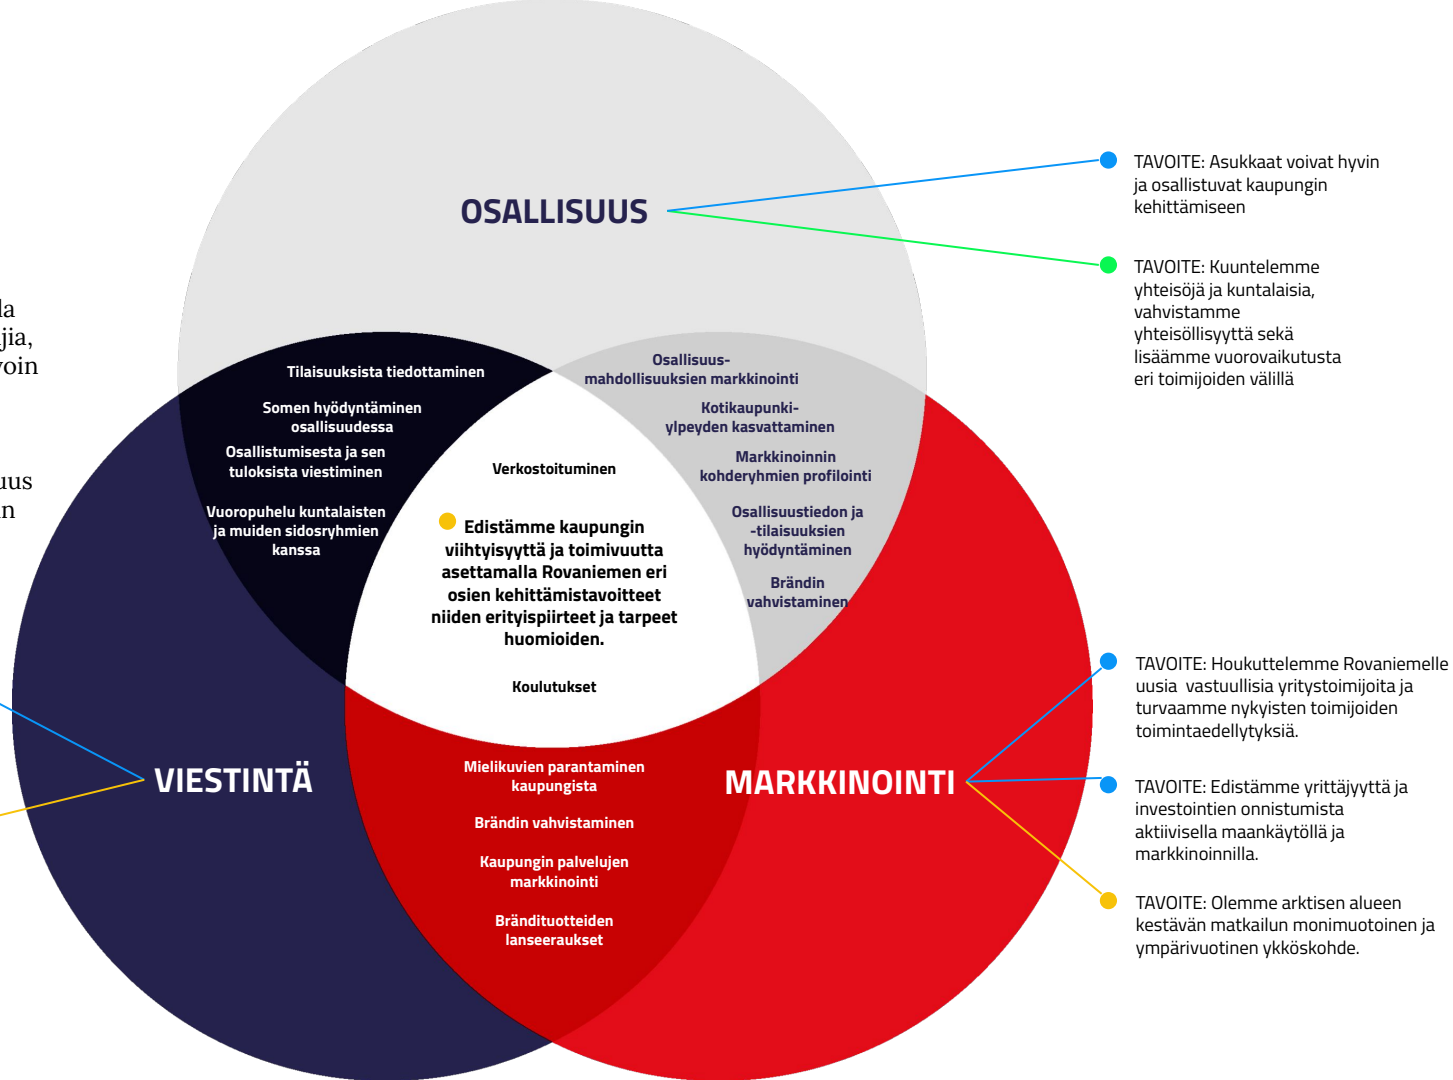 la
jia,
voin
uus
n
OSALLISUUS
TAVOITE: Asukkaat voivat hyvin
ja osallistuvat kaupungin
kehittämiseen
TAVOITE: Kuuntelemme
yhteisöjä ja kuntalaisia,
vahvistamme
yhteisöllisyyttä sekä
lisäämme vuorovaikutusta
eri toimijoiden välillä
Tilaisuuksista tiedottaminen
Somen hyödyntäminen
osallisuudessa
Osallistumisesta ja sen
tuloksista viestiminen
Vuoropuhelu kuntalaisten
ja muiden sidosryhmien
kanssa
Osallisuus-
mahdollisuuksien markkinointi
Kotikaupunki-
ylpeyden kasvattaminen
Markkinoinnin
kohderyhmien profilointi
Osallisuustiedon ja
-tilaisuuksien
hyödyntäminen
Brändin
vahvistaminen
Verkostoituminen
Edistämme kaupungin
viihtyisyyttä ja toimivuutta
asettamalla Rovaniemen eri
osien kehittämistavoitteet
niiden erityispiirteet ja tarpeet
huomioiden.
Koulutukset
VIESTINTÄ
Mielikuvien parantaminen
kaupungista
Brändin vahvistaminen
Kaupungin palvelujen
markkinointi
Brändituotteiden
lanseeraukset
MARKKINOINTI
TAVOITE: Houkuttelemme Rovaniemelle
uusia  vastuullisia yritystoimijoita ja
turvaamme nykyisten toimijoiden
toimintaedellytyksiä.
TAVOITE: Edistämme yrittäjyyttä ja
investointien onnistumista
aktiivisella maankäytöllä ja
markkinoinnilla.
TAVOITE: Olemme arktisen alueen
kestävän matkailun monimuotoinen ja
ympärivuotinen ykköskohde.